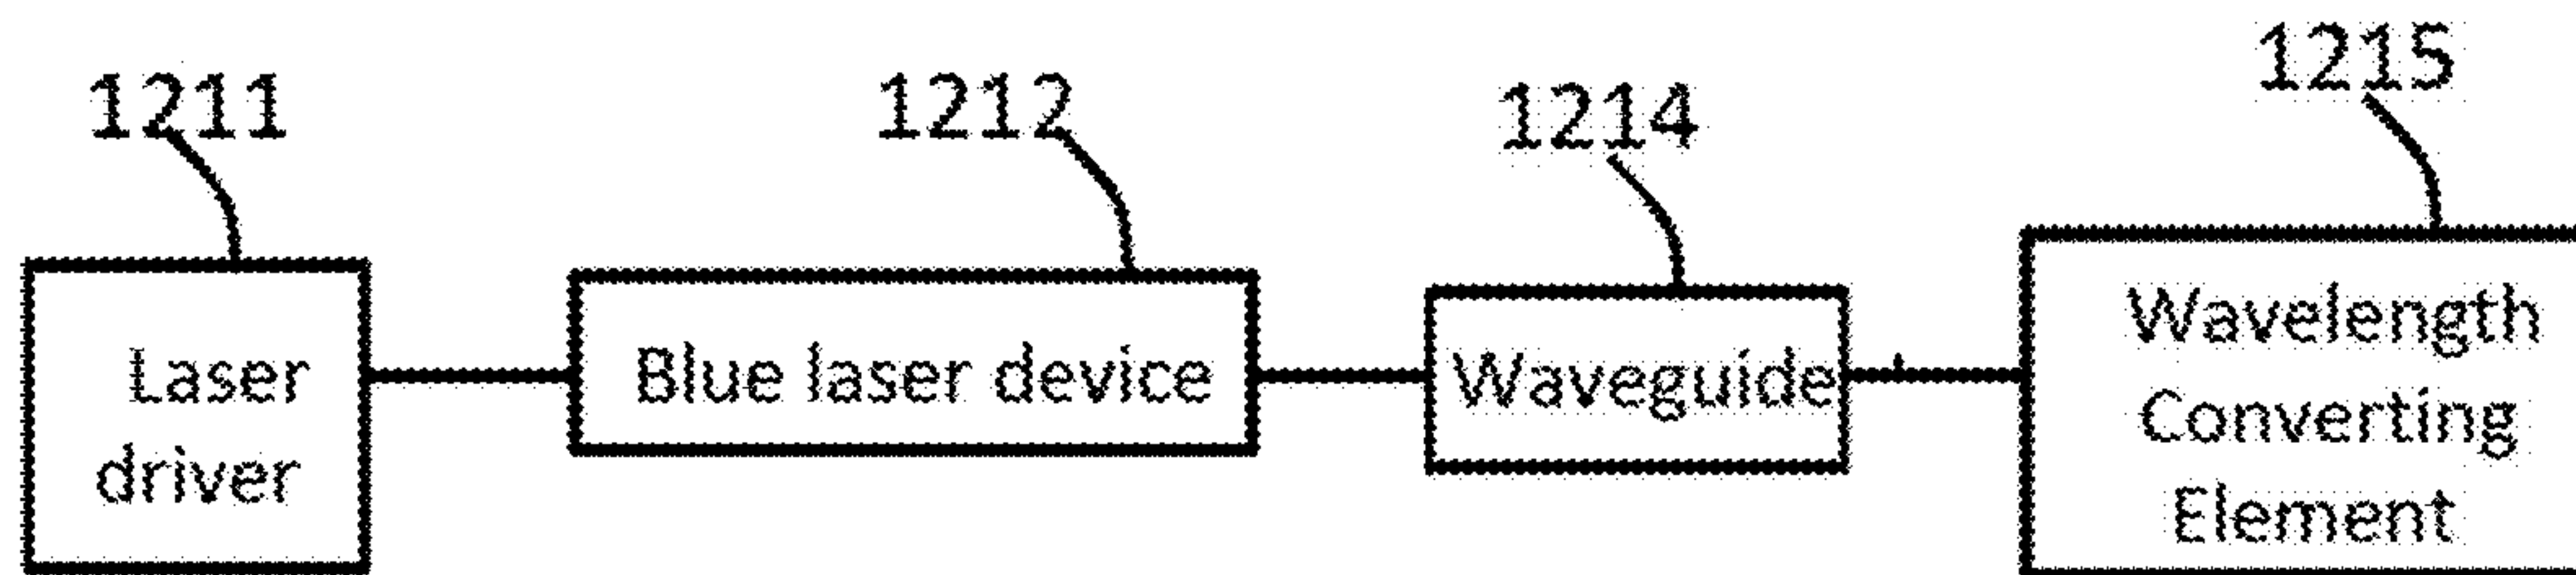 1211
1212
1214
1215
Laser
driver
Blue laser device
Waveguide
Wavelength
Converting
Element